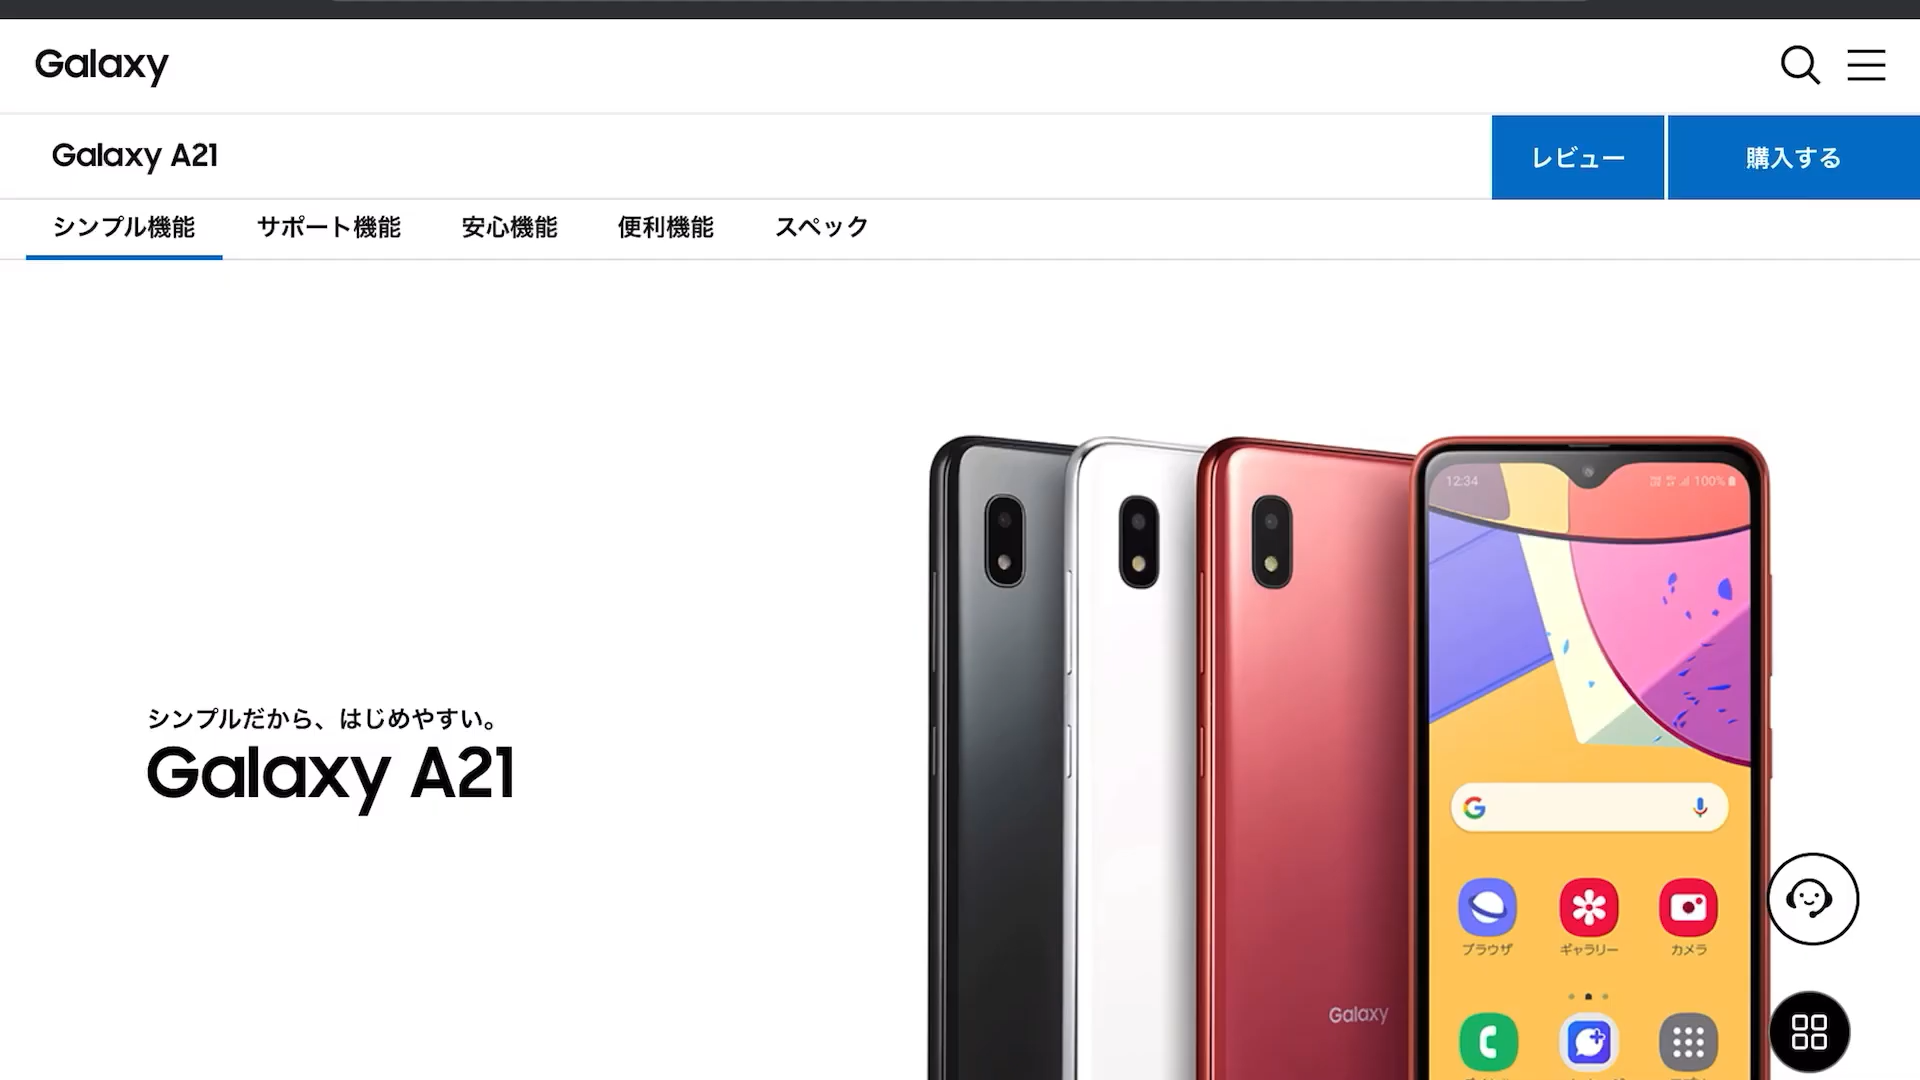 Galaxy
Galaxy A21
レビュー
購入する
シンプル機能
サポート機能
安心機能
便利機能
スペック
シンプルだから、はじめやすい。
Galaxy A21
12:34
100%
ブラウザ
ギャラリー
カメラ
Galaxy